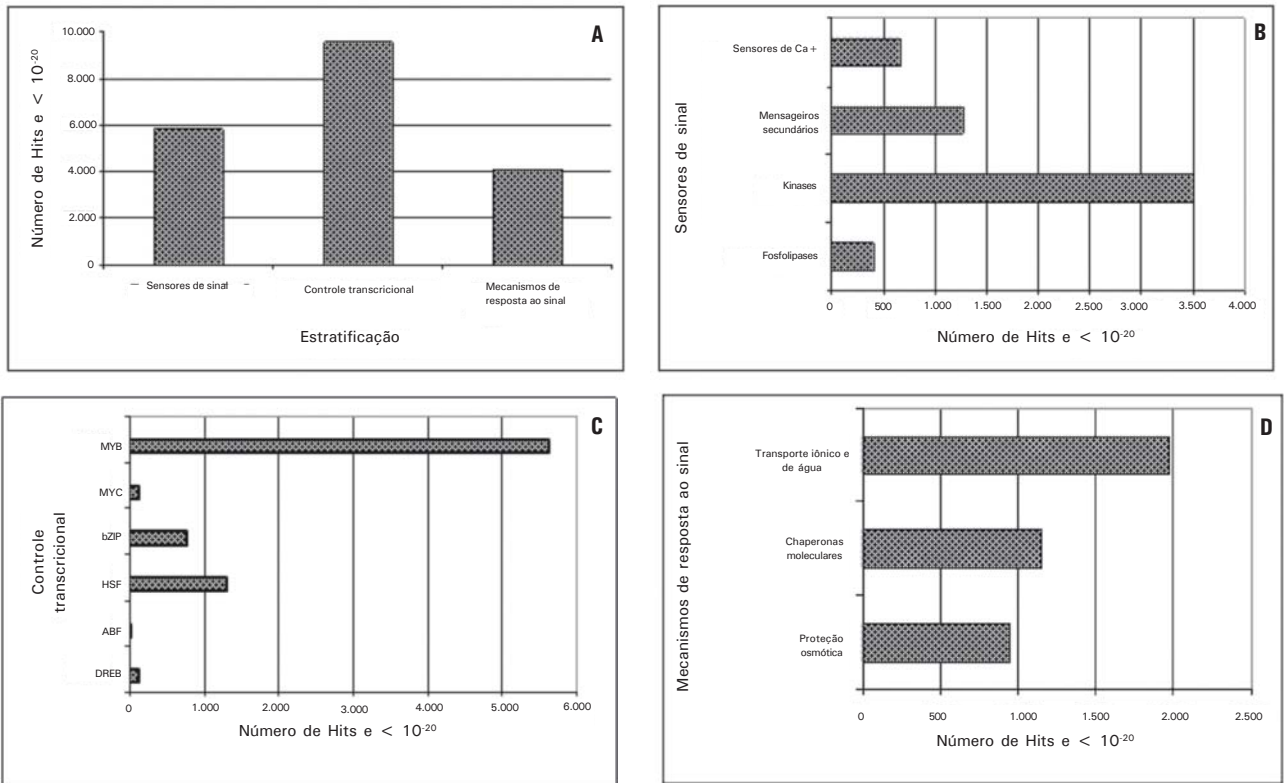 A
Número de Hits e < 10-20
10.000
8.000
6.000
4.000
2.000
0
— Sensores de sinal -
Controle transcricional
Mecanismos de
resposta ao sinal
Estratificação
B
Sensores de sinal
Sensores de Ca +
Mensageiros
secundários
Kinases
Fosfolipases
0 500 1.000 1.500 2.000 2.500 3.000 3.500 4.000
Número de Hits e < 10-20
C
Controle
transcricional
MYB
MYC
bZIP
HSF
ABF
DREB
0 1.000 2.000 3.000 4.000 5.000 6.000
Número de Hits e < 10-20
D
Mecanismos de resposta ao sinal
Transporte iônico e
de água
Chaperonas
moleculares
Proteção
osmótica
0 500 1.000 1.500 2.000 2.500
Número de Hits e < 10-20